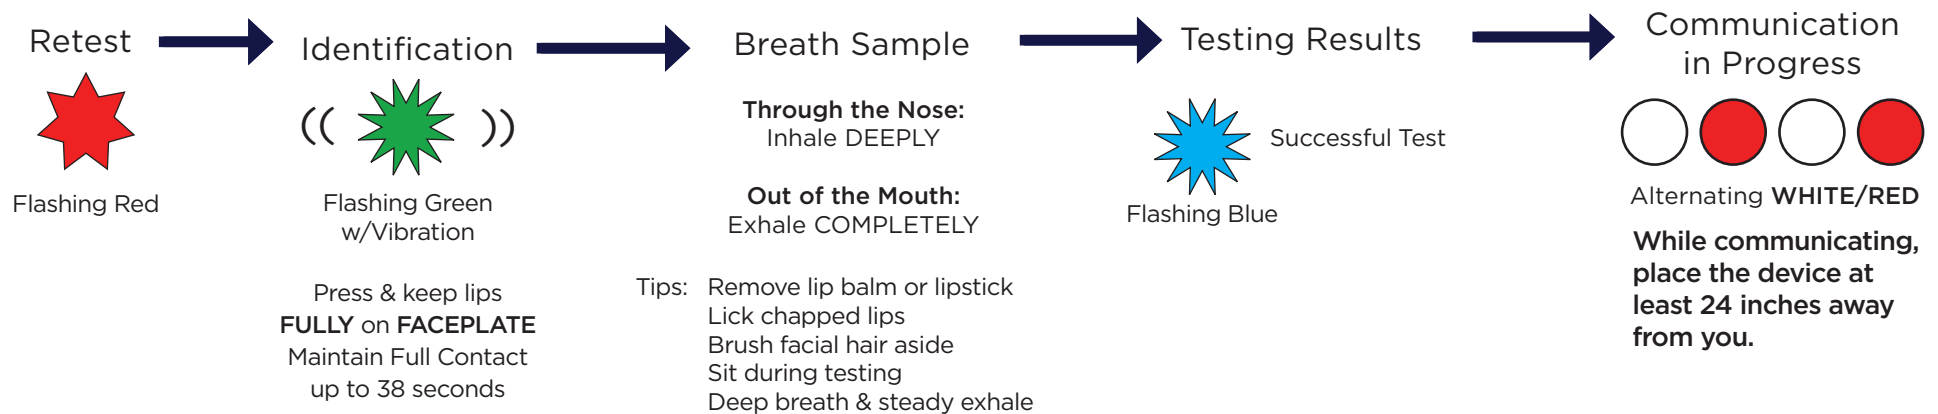 Retest
Flashing Red
Identification
((
))
Flashing Green
w/Vibration
Press & keep lips
FULLY on FACEPLATE
Maintain Full Contact
up to 38 seconds
Breath Sample
Through the Nose:
Inhale DEEPLY
Out of the Mouth:
Exhale COMPLETELY
Tips: Remove lip balm or lipstick
Lick chapped lips
Brush facial hair aside
Sit during testing
Deep breath & steady exhale
Testing Results
Successful Test
Flashing Blue
Communication
in Progress
Alternating WHITE/RED
While communicating,
place the device at
least 24 inches away
from you.